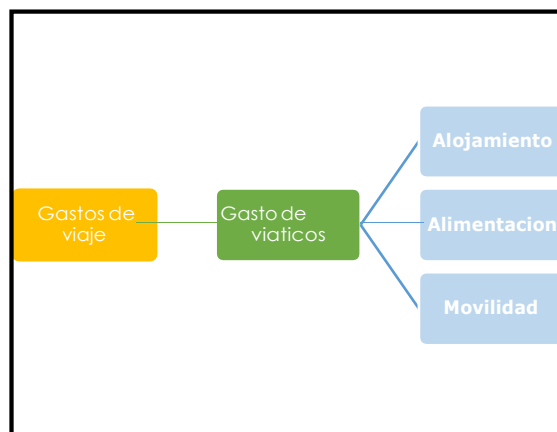 Gastos de
viaje
Gasto de
viaticos
Alojamiento
Alimentacion
Movilidad